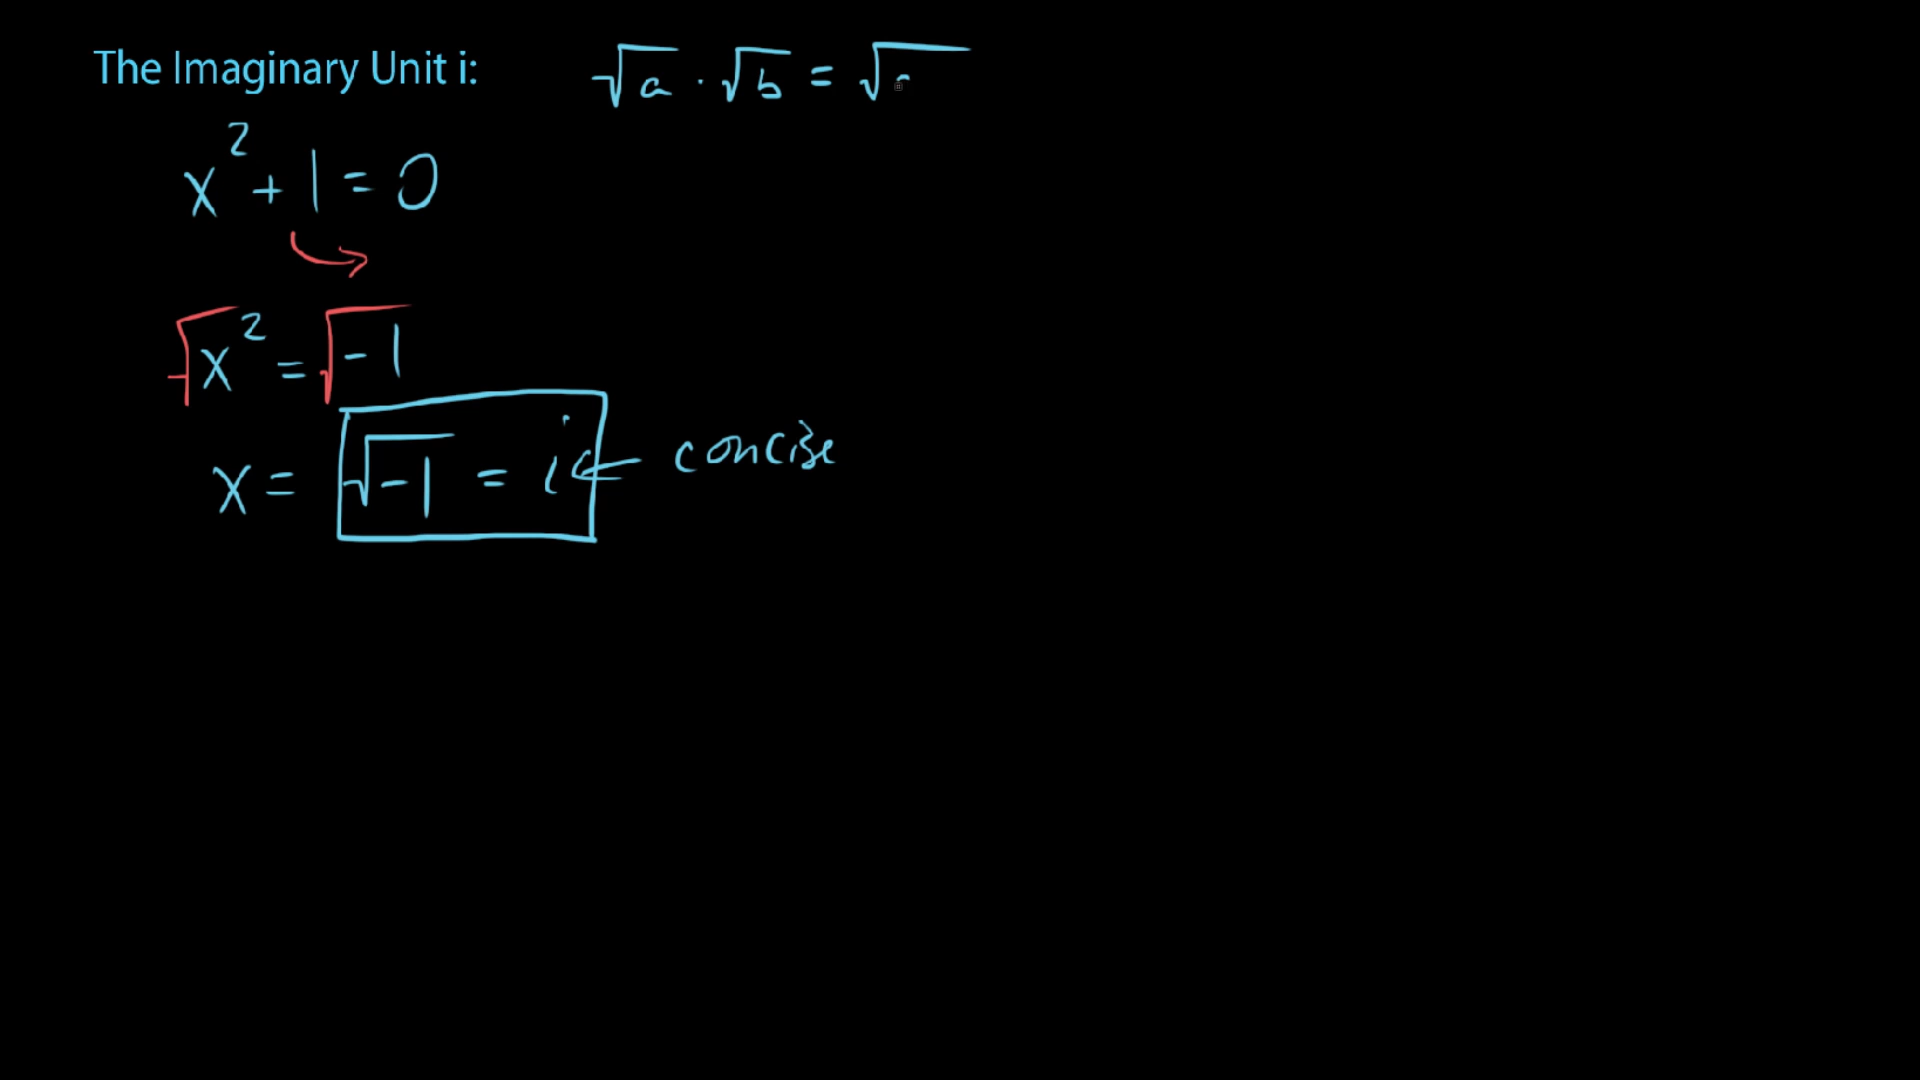 The Imaginary Unit i:
√a · √b = √
x² + 1 = 0
√x² = √-1
x = √-1 = i ← concise